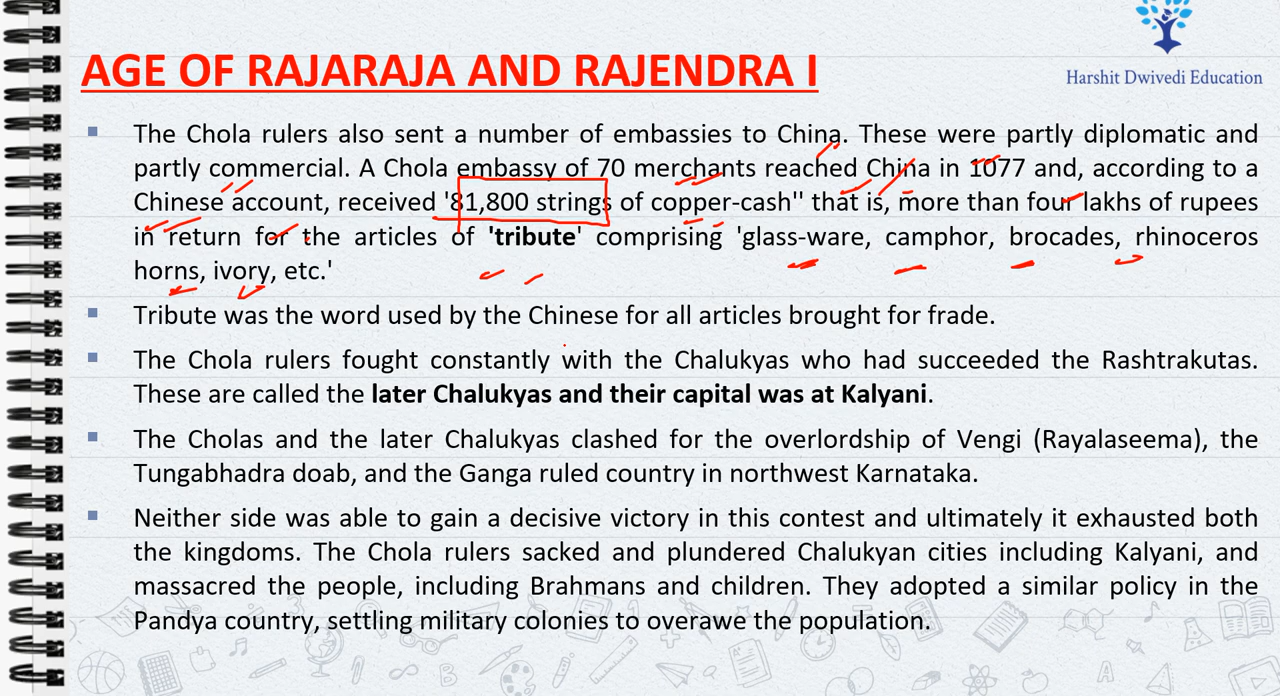 AGE OF RAJARAJA AND RAJENDRA I
Harshit Dwivedi Education
The Chola rulers also sent a number of embassies to China. These were partly diplomatic and
partly commercial. A Chola embassy of 70 merchants reached China in 1077 and, according to a
Chinese account, received '81,800 strings of copper-cash'' that is, more than four lakhs of rupees
in return for the articles of 'tribute' comprising 'glass-ware, camphor, brocades, rhinoceros
horns, ivory, etc.'
Tribute was the word used by the Chinese for all articles brought for frade.
The Chola rulers fought constantly with the Chalukyas who had succeeded the Rashtrakutas.
These are called the later Chalukyas and their capital was at Kalyani.
The Cholas and the later Chalukyas clashed for the overlordship of Vengi (Rayalaseema), the
Tungabhadra doab, and the Ganga ruled country in northwest Karnataka.
Neither side was able to gain a decisive victory in this contest and ultimately it exhausted both
the kingdoms. The Chola rulers sacked and plundered Chalukyan cities including Kalyani, and
massacred the people, including Brahmans and children. They adopted a similar policy in the
Pandya country, settling military colonies to overawe the population.